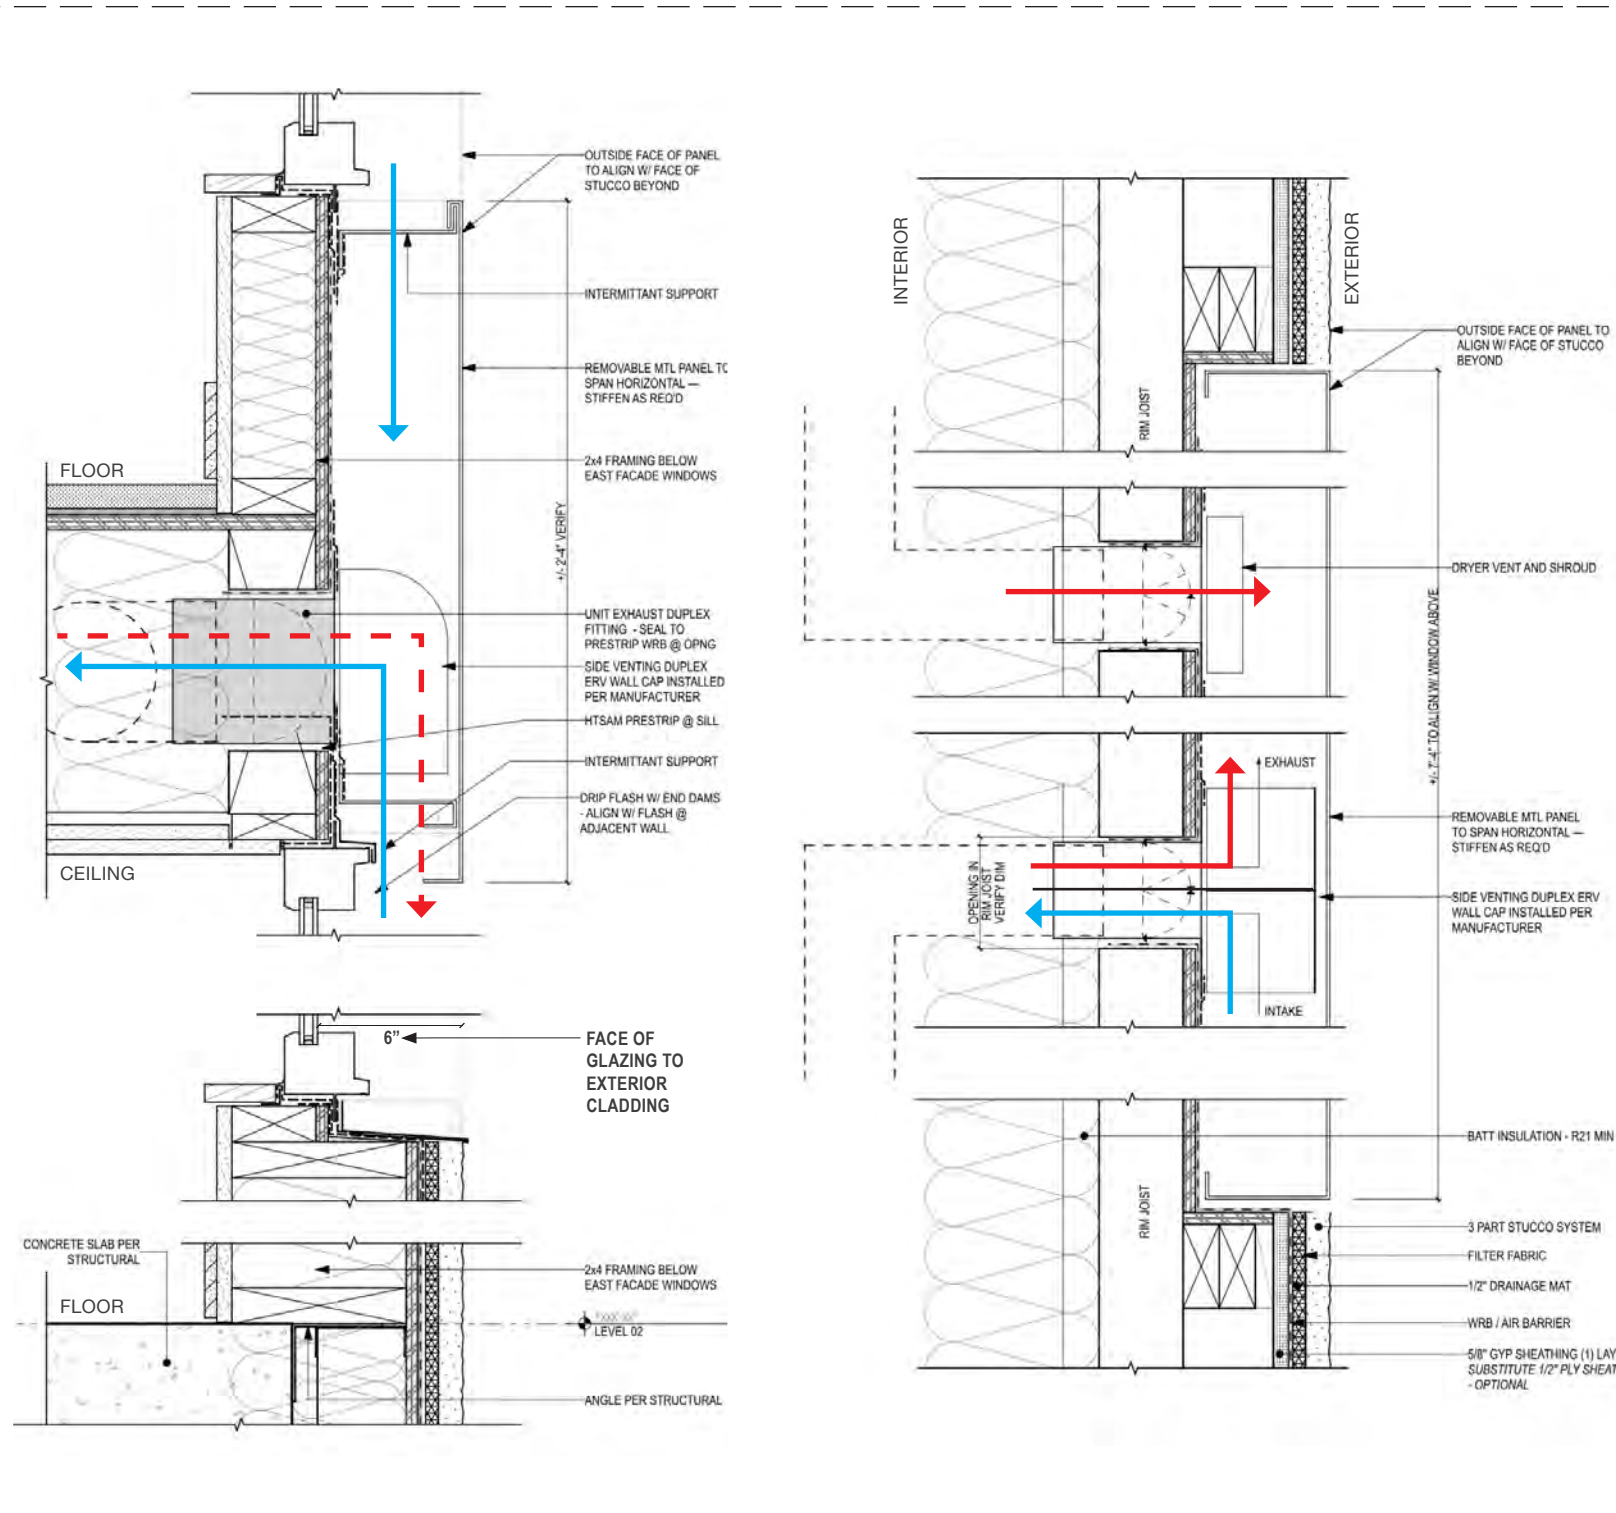 OUTSIDE FACE OF PANEL
TO ALIGN W/ FACE OF
STUCCO BEYOND
INTERMITTANT SUPPORT
REMOVABLE MTL PANEL TO
SPAN HORIZONTAL —
STIFFEN AS REQ'D
2x4 FRAMING BELOW
EAST FACADE WINDOWS
FLOOR
+/- 2'-4" VERIFY
UNIT EXHAUST DUPLEX
FITTING - SEAL TO
PRESTRIP WRB @ OPNG
SIDE VENTING DUPLEX
ERV WALL CAP INSTALLED
PER MANUFACTURER
HTSAM PRESTRIP @ SILL
INTERMITTANT SUPPORT
DRIP FLASH W/ END DAMS
- ALIGN W/ FLASH @
ADJACENT WALL
CEILING
6”
FACE OF
GLAZING TO
EXTERIOR
CLADDING
CONCRETE SLAB PER
STRUCTURAL
2x4 FRAMING BELOW
EAST FACADE WINDOWS
FLOOR
LEVEL 02
ANGLE PER STRUCTURAL
INTERIOR
EXTERIOR
OUTSIDE FACE OF PANEL TO
ALIGN W/ FACE OF STUCCO
BEYOND
RIM JOIST
DRYER VENT AND SHROUD
+/- 7'-4" TO ALIGN W/ WINDOW ABOVE
EXHAUST
REMOVABLE MTL PANEL
TO SPAN HORIZONTAL —
STIFFEN AS REQ'D
OPENING IN
RIM JOIST
VERIFY DIM
SIDE VENTING DUPLEX ERV
WALL CAP INSTALLED PER
MANUFACTURER
INTAKE
BATT INSULATION - R21 MIN
RIM JOIST
3 PART STUCCO SYSTEM
FILTER FABRIC
1/2" DRAINAGE MAT
WRB / AIR BARRIER
5/8" GYP SHEATHING (1) LAY
SUBSTITUTE 1/2" PLY SHEAT
- OPTIONAL